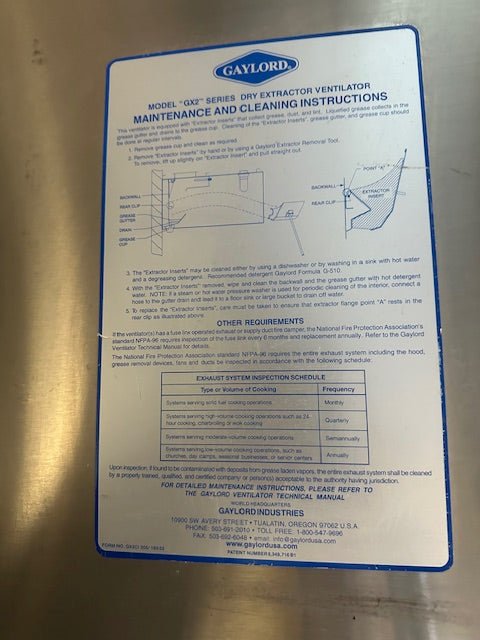 GAYLORD
MODEL "GX2" SERIES DRY EXTRACTOR VENTILATOR
MAINTENANCE AND CLEANING INSTRUCTIONS
This ventilator is equipped with "Extractor Inserts" that collect grease, dust, and lint. Liquefied grease collects in the
grease gutter and drains to the grease cup. Cleaning of the "Extractor Inserts", grease gutter, and grease cup should
be done at regular intervals.
1. Remove grease cup and clean as required.
2. Remove "Extractor Inserts" by hand or by using a Gaylord Extractor Removal Tool.
To remove, lift up slightly on "Extractor Insert" and pull straight out.
BACKWALL
REAR CLIP
GREASE
GUTTER
DRAIN
GREASE
CUP
POINT "A"
BACKWALL
EXTRACTOR
INSERT
REAR CLIP
3. The "Extractor Inserts" may be cleaned either by using a dishwasher or by washing in a sink with hot water
and a degreasing detergent. Recommended detergent Gaylord Formula G-510.
4. With the "Extractor Inserts" removed, wipe and clean the backwall and the grease gutter with hot detergent
water. NOTE: If a steam or hot water pressure washer is used for periodic cleaning of the interior, connect a
hose to the gutter drain and lead it to a floor sink or large bucket to drain off water.
5. To replace the "Extractor Inserts", care must be taken to ensure that extractor flange point "A" rests in the
rear clip as illustrated above.
OTHER REQUIREMENTS
If the ventilator(s) has a fuse link operated exhaust or supply duct fire damper, the National Fire Protection Association's
standard NFPA-96 requires inspection of the fuse link every 6 months and replacement annually. Refer to the Gaylord
Ventilator Technical Manual for details.
The National Fire Protection Association standard NFPA-96 requires the entire exhaust system including the hood,
grease removal devices, fans and ducts be inspected in accordance with the following schedule:
EXHAUST SYSTEM INSPECTION SCHEDULE
Type or Volume of Cooking Frequency
Systems serving solid fuel cooking operations Monthly
Systems serving high-volume cooking operations such as 24-
hour cooking, charbroiling or wok cooking Quarterly
Systems serving moderate-volume cooking operations Semiannually
Systems serving low-volume cooking operations, such as
churches, day camps, seasonal businesses, or senior centers Annually
Upon inspection, if found to be contaminated with deposits from grease laden vapors, the entire exhaust system shall be cleaned
by a properly trained, qualified, and certified company or person(s) acceptable to the authority having jurisdiction.
FOR DETAILED MAINTENANCE INSTRUCTIONS, PLEASE REFER TO
THE GAYLORD VENTILATOR TECHNICAL MANUAL
WORLD HEADQUARTERS
GAYLORD INDUSTRIES
10900 SW AVERY STREET • TUALATIN, OREGON 97062 U.S.A.
PHONE: 503-691-2010 • TOLL FREE: 1-800-547-9696
FAX: 503-692-6048 • email: info@gaylordusa.com
www.gaylordusa.com
PATENT NUMBER 6,349,716 B1
FORM NO.